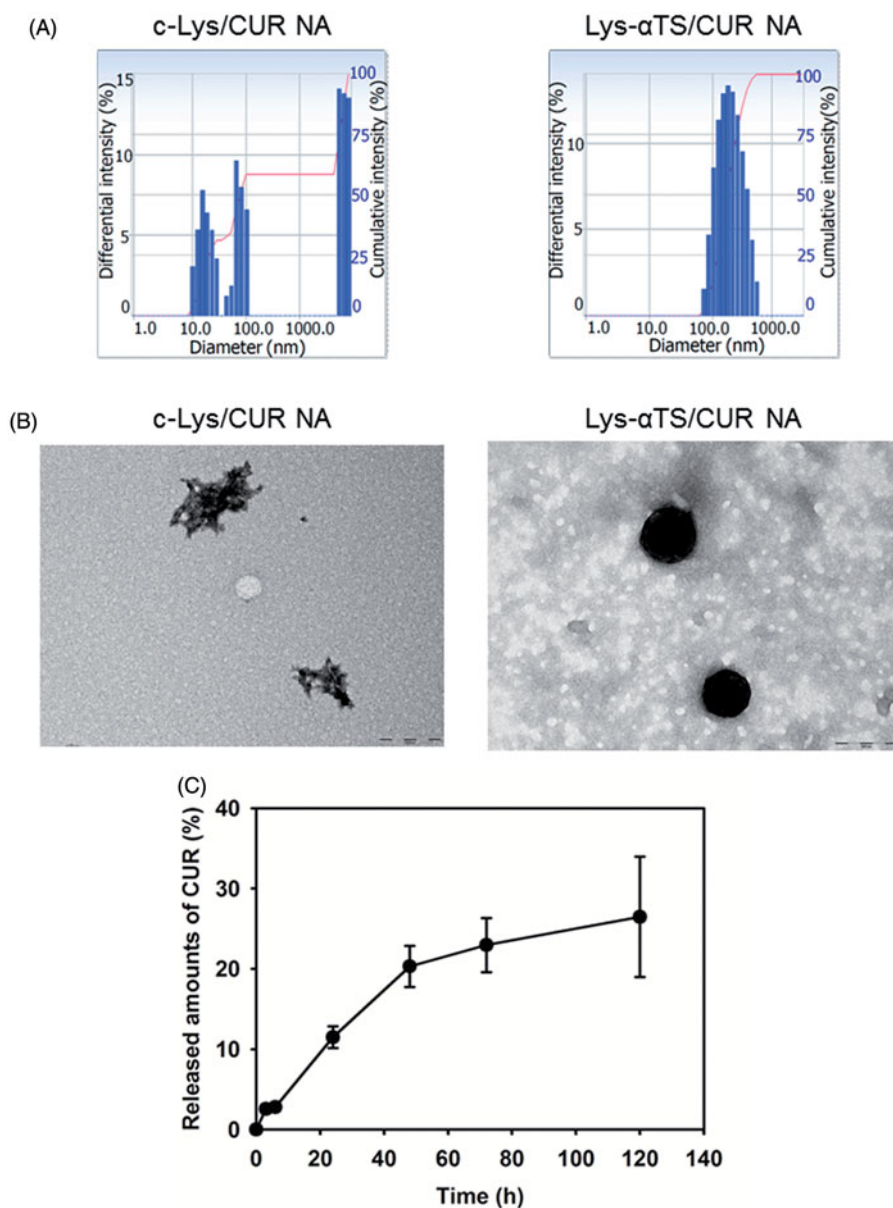 (A)
c-Lys/CUR NA
Lys-αTS/CUR NA
Differential intensity (%)
15
10
5
0
100
75
50
25
0
Cumulative intensity (%)
1.0 10.0 100.0 1000.0
Diameter (nm)
Differential intensity (%)
10
5
0
100
75
50
25
0
Cumulative intensity(%)
1.0 10.0 100.0 1000.0
Diameter (nm)
(B)
c-Lys/CUR NA
Lys-αTS/CUR NA
(C)
Released amounts of CUR (%)
40
30
20
10
0
0 20 40 60 80 100 120 140
Time (h)